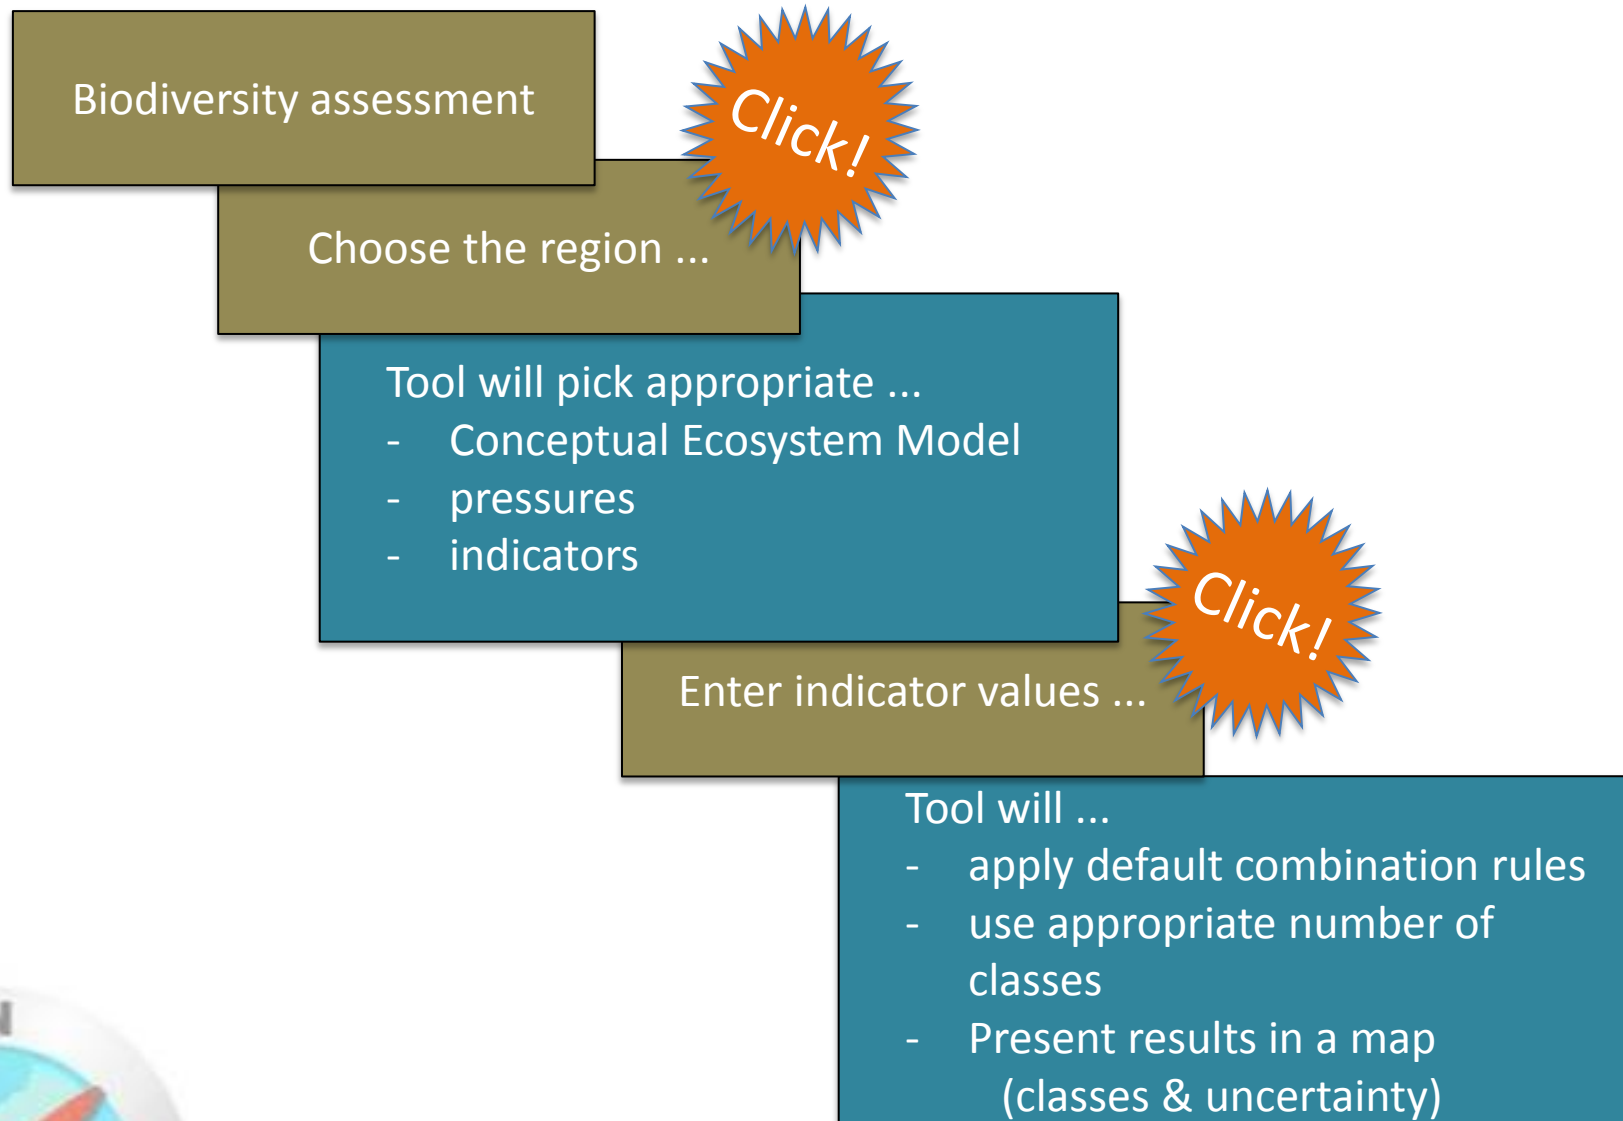 Biodiversity assessment
Click!
Choose the region ...
Tool will pick appropriate ...
- Conceptual Ecosystem Model
- pressures
- indicators
Click!
Enter indicator values ...
Tool will ...
- apply default combination rules
- use appropriate number of
classes
- Present results in a map
(classes & uncertainty)
N